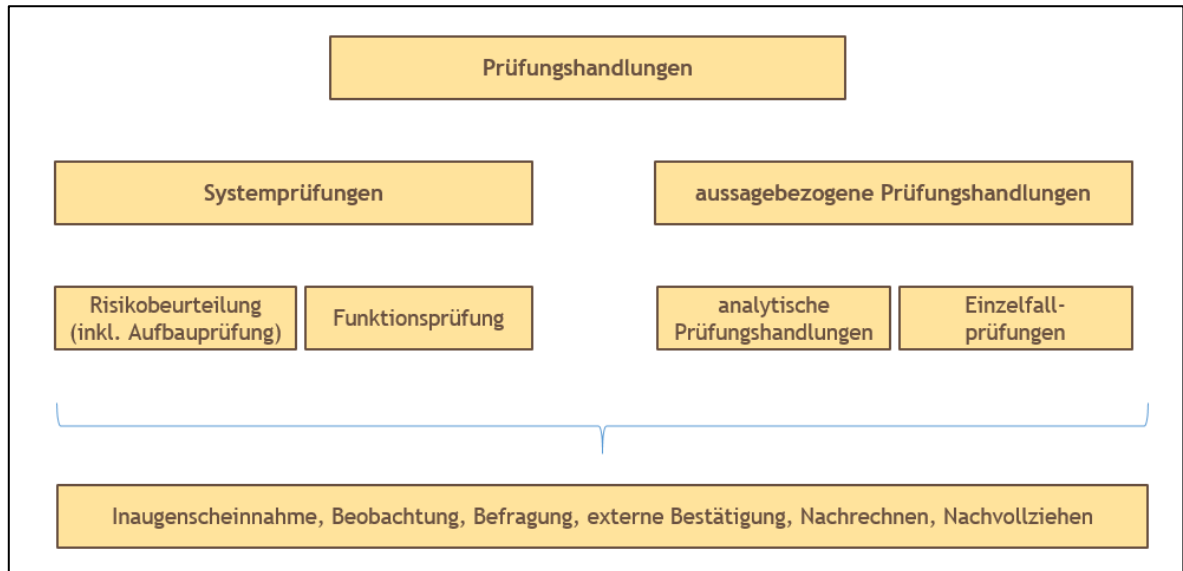 Prüfungshandlungen
Systemprüfungen
aussagebezogene Prüfungshandlungen
Risikobeurteilung
(inkl. Aufbauprüfung)
Funktionsprüfung
analytische
Prüfungshandlungen
Einzelfall-
prüfungen
Inaugenscheinnahme, Beobachtung, Befragung, externe Bestätigung, Nachrechnen, Nachvollziehen